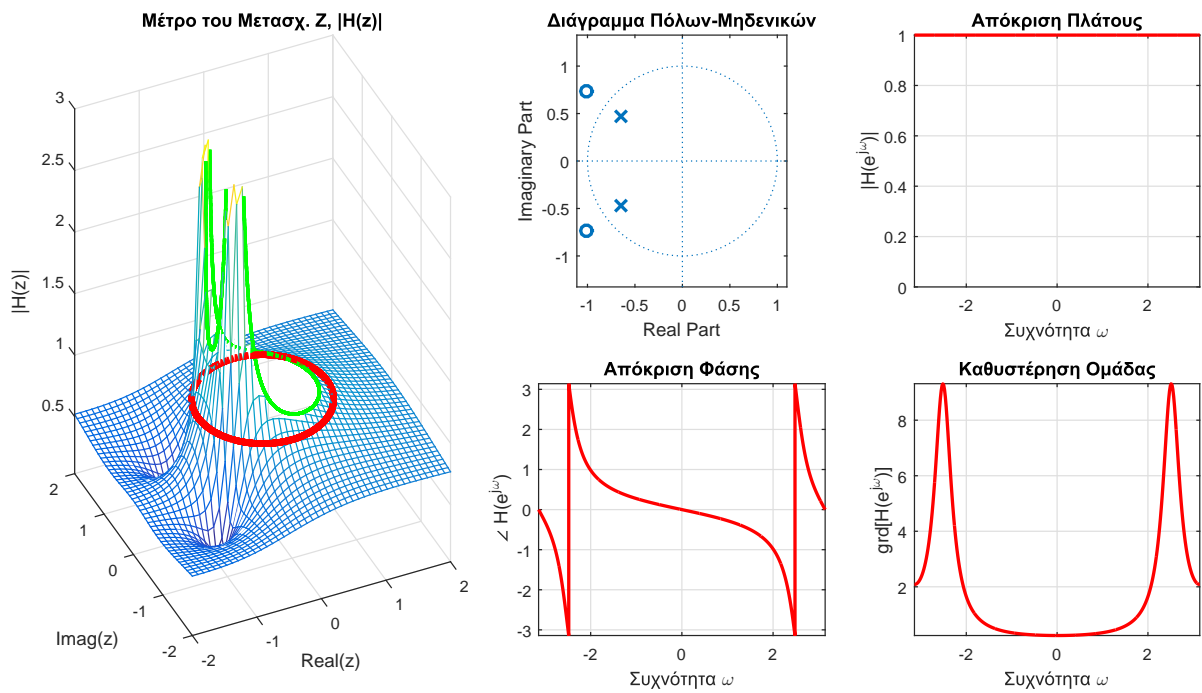 Μέτρο του Μετασχ. Ζ, |H(z)|
3
2.5
2
1.5
1
0.5
|H(z)|
2
1
0
-1
-2
Imag(z)
-2
-1
0
1
2
Real(z)
Διάγραμμα Πόλων-Μηδενικών
1
0.5
0
-0.5
-1
Imaginary Part
-1 -0.5 0 0.5 1
Real Part
Απόκριση Πλάτους
1
0.8
0.6
0.4
0.2
0
|H(e^{jω})|
-2 0 2
Συχνότητα ω
Απόκριση Φάσης
3
2
1
0
-1
-2
-3
∠ H(e^{jω})
-2 0 2
Συχνότητα ω
Καθυστέρηση Ομάδας
8
6
4
2
grd[H(e^{jω})]
-2 0 2
Συχνότητα ω